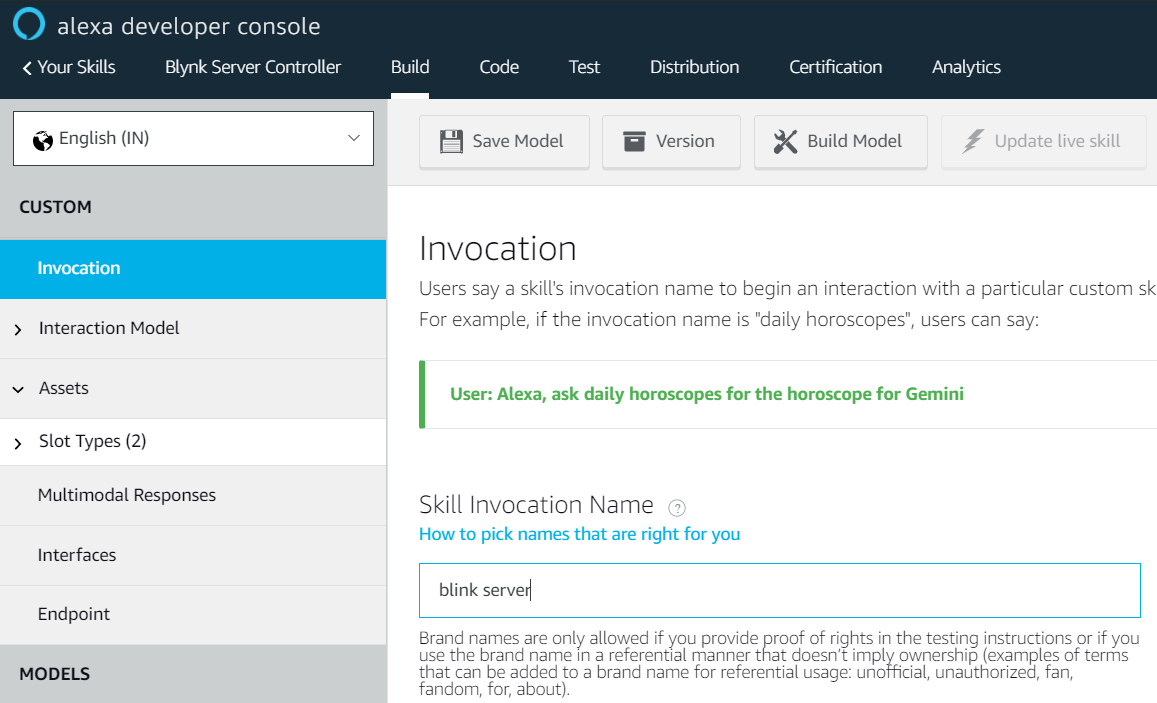 alexa developer console
Your Skills Blynk Server Controller Build Code Test Distribution Certification Analytics
English (IN)
Save Model Version Build Model Update live skill
CUSTOM
Invocation
Interaction Model
Assets
Slot Types (2)
Multimodal Responses
Interfaces
Endpoint
MODELS
Invocation
Users say a skill's invocation name to begin an interaction with a particular custom sk
For example, if the invocation name is "daily horoscopes", users can say:
User: Alexa, ask daily horoscopes for the horoscope for Gemini
Skill Invocation Name ?
How to pick names that are right for you
blink server
Brand names are only allowed if you provide proof of rights in the testing instructions or if you
use the brand name in a referential manner that doesn’t imply ownership (examples of terms
that can be added to a brand name for referential usage: unofficial, unauthorized, fan,
fandom, for, about).